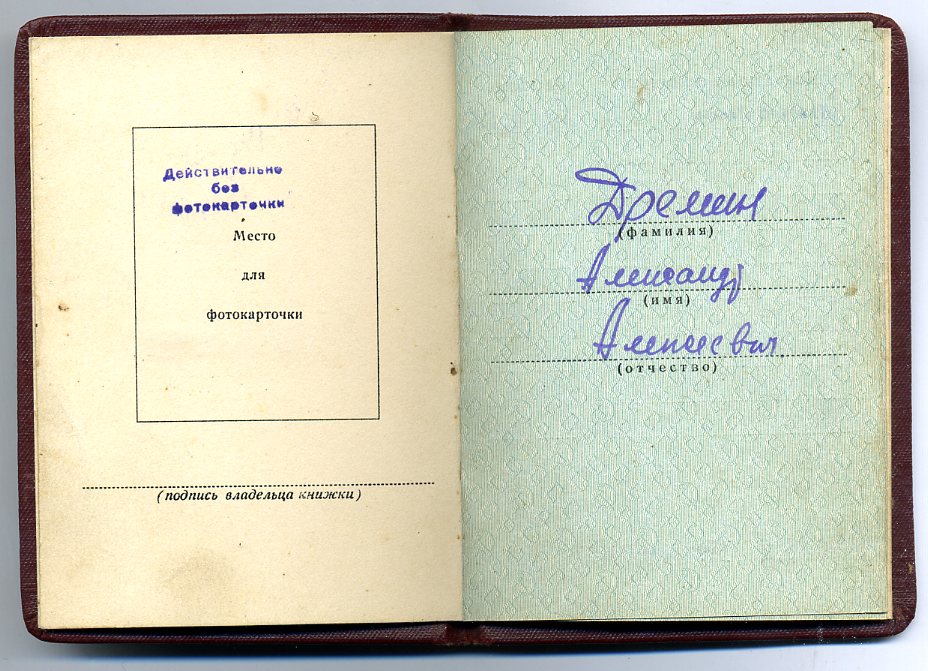 Действительно
без
фотокарточки
Место
для
фотокарточки
(подпись владельца книжки)
Дремин
(фамилия)
Александр
(имя)
Алексеевич
(отчество)